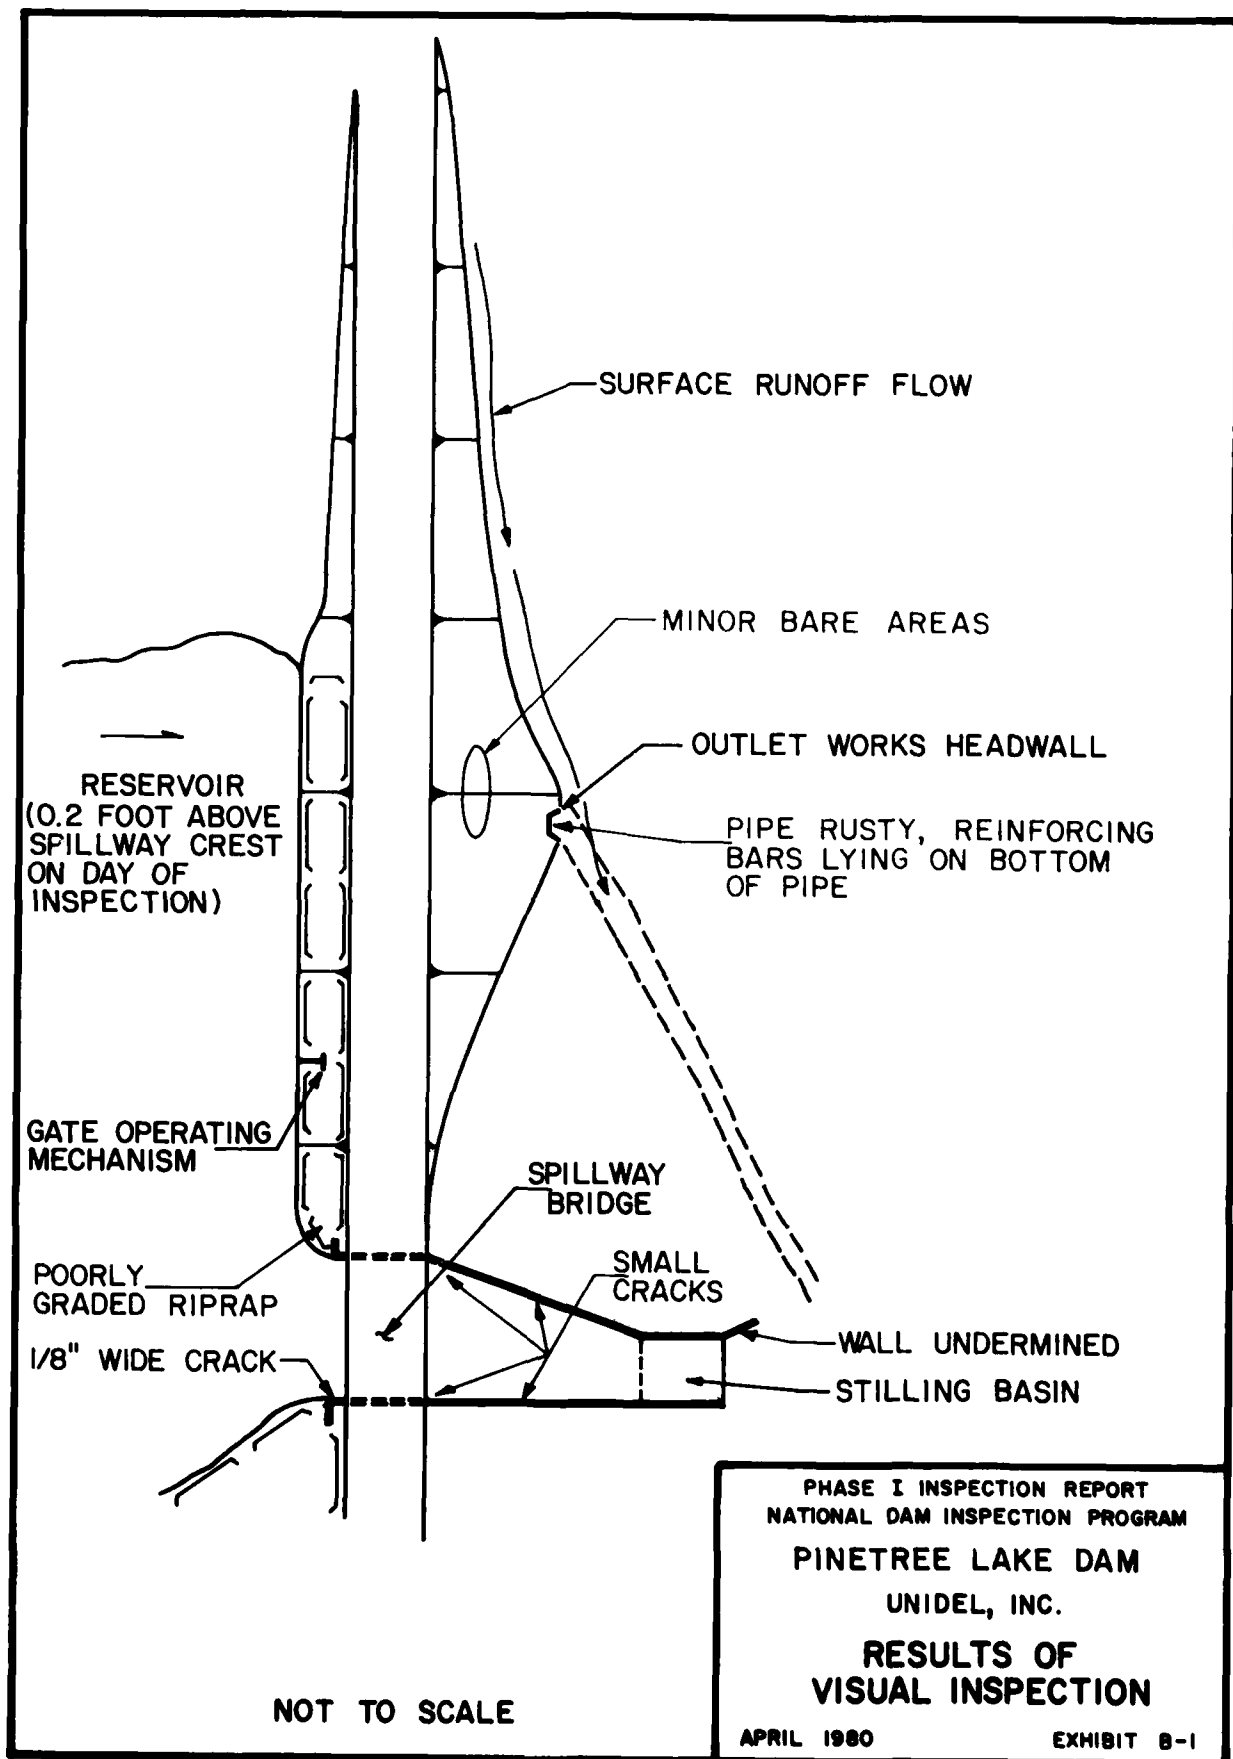 SURFACE RUNOFF FLOW
MINOR BARE AREAS
OUTLET WORKS HEADWALL
RESERVOIR
(0.2 FOOT ABOVE
SPILLWAY CREST
ON DAY OF
INSPECTION)
PIPE RUSTY, REINFORCING
BARS LYING ON BOTTOM
OF PIPE
GATE OPERATING
MECHANISM
SPILLWAY
BRIDGE
POORLY
GRADED RIPRAP
SMALL
CRACKS
1/8" WIDE CRACK
WALL UNDERMINED
STILLING BASIN
PHASE I INSPECTION REPORT
NATIONAL DAM INSPECTION PROGRAM
PINETREE LAKE DAM
UNIDEL, INC.
RESULTS OF
VISUAL INSPECTION
NOT TO SCALE
APRIL 1980
EXHIBIT B-1